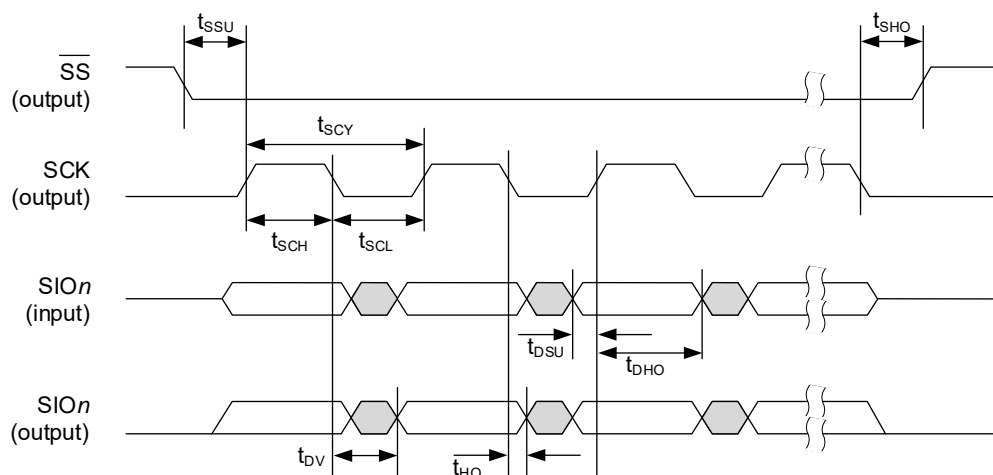 tSSU
tSHO
SS
(output)
tSCY
SCK
(output)
tSCH
tSCL
SIOn
(input)
tDSU
tDHO
SIOn
(output)
tDV
tHO